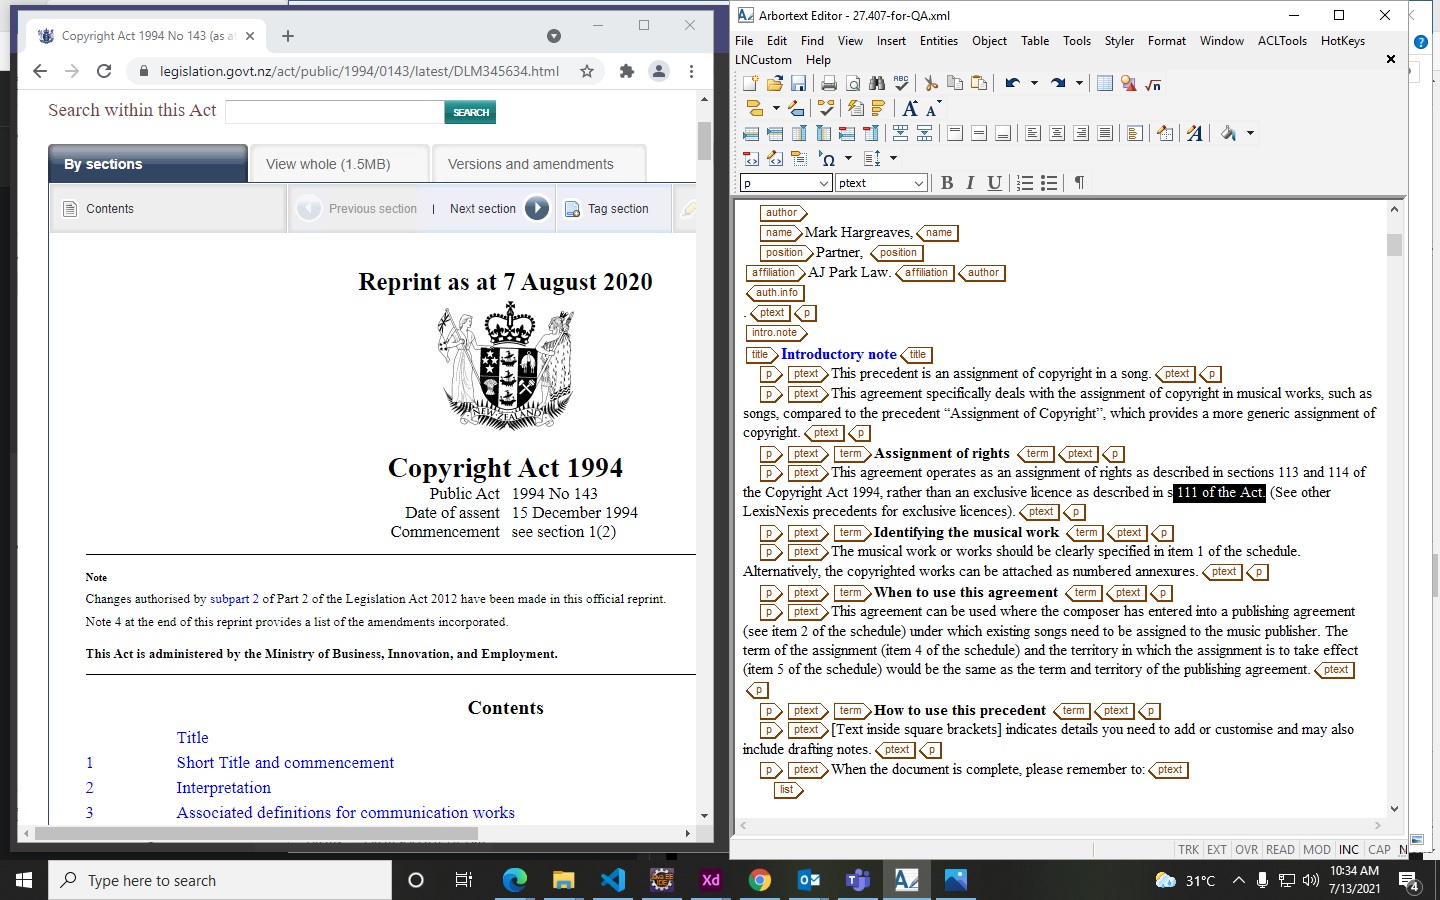 Copyright Act 1994 No 143 (as a
legislation.govt.nz/act/public/1994/0143/latest/DLM345634.html
Search within this Act
SEARCH
By sections
View whole (1.5MB)
Versions and amendments
Contents
Previous section
Next section
Tag section
Reprint as at 7 August 2020
NEW ZEALAND
Copyright Act 1994
Public Act 1994 No 143
Date of assent 15 December 1994
Commencement see section 1(2)
Note
Changes authorised by subpart 2 of Part 2 of the Legislation Act 2012 have been made in this official reprint.
Note 4 at the end of this reprint provides a list of the amendments incorporated.
This Act is administered by the Ministry of Business, Innovation, and Employment.
Contents
Title
1 Short Title and commencement
2 Interpretation
3 Associated definitions for communication works
Arbortext Editor - 27.407-for-QA.xml
File Edit Find View Insert Entities Object Table Tools Styler Format Window ACLTools HotKeys
LNCustom Help
p
ptext
B I U
author
name Mark Hargreaves, name
position Partner, position
affiliation AJ Park Law. affiliation author
auth.info
. ptext p
intro.note
title Introductory note title
p ptext This precedent is an assignment of copyright in a song. ptext p
p ptext This agreement specifically deals with the assignment of copyright in musical works, such as
songs, compared to the precedent “Assignment of Copyright”, which provides a more generic assignment of
copyright. ptext p
p ptext term Assignment of rights term ptext p
p ptext This agreement operates as an assignment of rights as described in sections 113 and 114 of
the Copyright Act 1994, rather than an exclusive licence as described in s 111 of the Act. (See other
LexisNexis precedents for exclusive licences). ptext p
p ptext term Identifying the musical work term ptext p
p ptext The musical work or works should be clearly specified in item 1 of the schedule.
Alternatively, the copyrighted works can be attached as numbered annexures. ptext p
p ptext term When to use this agreement term ptext p
p ptext This agreement can be used where the composer has entered into a publishing agreement
(see item 2 of the schedule) under which existing songs need to be assigned to the music publisher. The
term of the assignment (item 4 of the schedule) and the territory in which the assignment is to take effect
(item 5 of the schedule) would be the same as the term and territory of the publishing agreement. ptext
p
p ptext term How to use this precedent term ptext p
p ptext [Text inside square brackets] indicates details you need to add or customise and may also
include drafting notes. ptext p
p ptext When the document is complete, please remember to: ptext
list
TRK EXT OVR READ MOD INC CAP N
Type here to search
Xd
31°C
10:34 AM
7/13/2021
4